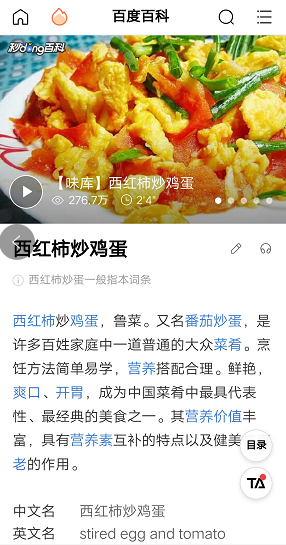 百度百科
秒dong百科
【味库】西红柿炒鸡蛋
276.7万 2'4"
西红柿炒鸡蛋
西红柿炒蛋一般指本词条
西红柿炒鸡蛋，鲁菜。又名番茄炒蛋，是
许多百姓家庭中一道普通的大众菜肴。烹
饪方法简单易学，营养搭配合理。鲜艳，
爽口、开胃，成为中国菜肴中最具代表
性、最经典的美食之一。其营养价值丰
富，具有营养素互补的特点以及健美
老的作用。
目录
TA
中文名 西红柿炒鸡蛋
英文名 stired egg and tomato